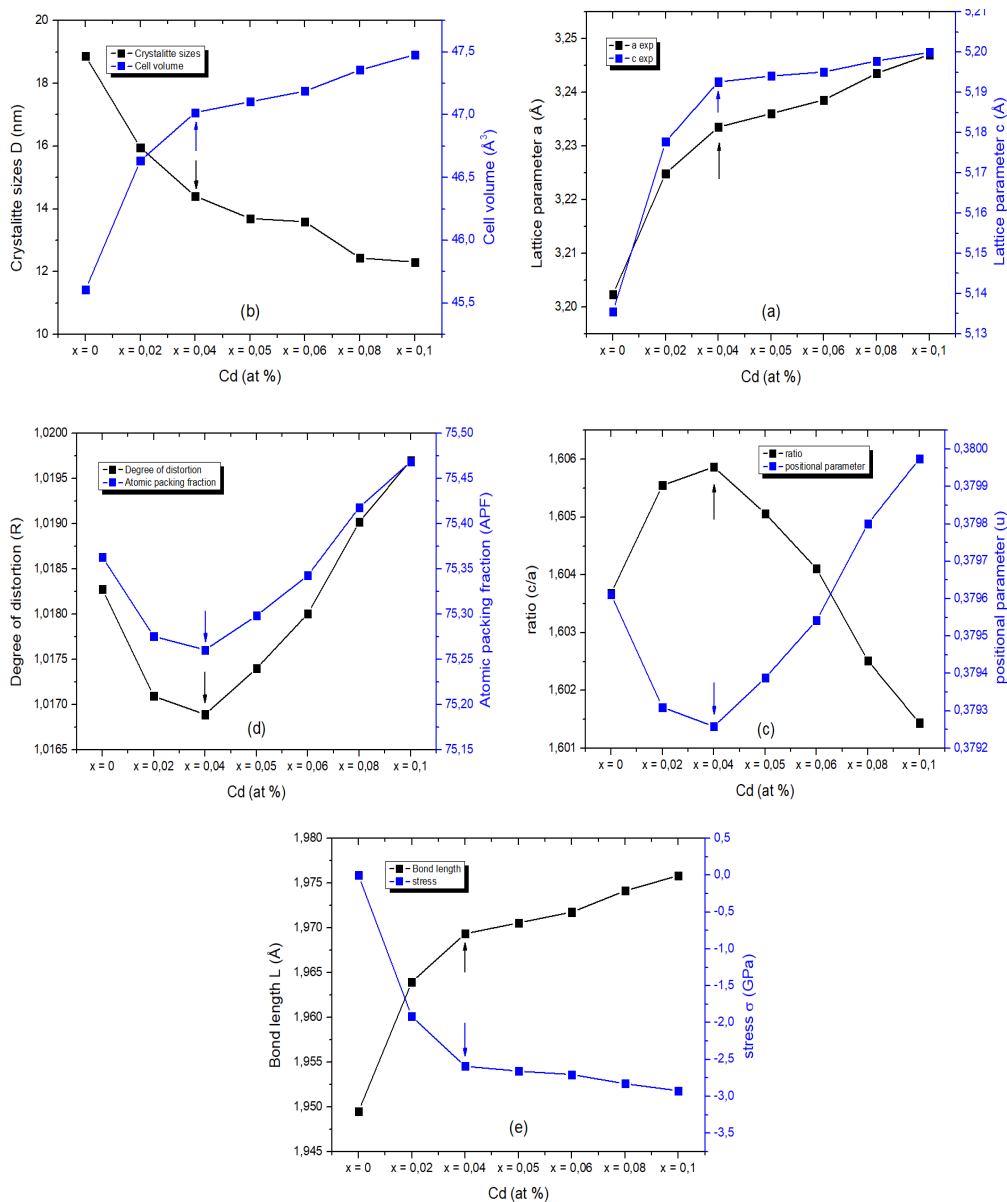 20
18
16
14
12
10
Crystalitte sizes D (nm)
Crystalitte sizes
Cell volume
47,5
47,0
46,5
46,0
45,5
Cell volume (Å³)
(b)
x = 0 x = 0,02 x = 0,04 x = 0,05 x = 0,06 x = 0,08 x = 0,1
Cd (at %)
3,25
3,24
3,23
3,22
3,21
3,20
Lattice parameter a (Å)
a exp
c exp
5,21
5,20
5,19
5,18
5,17
5,16
5,15
5,14
5,13
Lattice parameter c (Å)
(a)
x = 0 x = 0,02 x = 0,04 x = 0,05 x = 0,06 x = 0,08 x = 0,1
Cd (at %)
1,0200
1,0195
1,0190
1,0185
1,0180
1,0175
1,0170
1,0165
Degree of distortion (R)
Degree of distortion
Atomic packing fraction
75,50
75,45
75,40
75,35
75,30
75,25
75,20
75,15
Atomic packing fraction (APF)
(d)
x = 0 x = 0,02 x = 0,04 x = 0,05 x = 0,06 x = 0,08 x = 0,1
Cd (at %)
1,606
1,605
1,604
1,603
1,602
1,601
ratio (c/a)
ratio
positional parameter
0,3800
0,3799
0,3798
0,3796
0,3795
0,3794
0,3793
0,3792
positional parameter (u)
(c)
x = 0 x = 0,02 x = 0,04 x = 0,05 x = 0,06 x = 0,08 x = 0,1
Cd (at %)
1,980
1,975
1,970
1,965
1,960
1,955
1,950
1,945
Bond length L (Å)
Bond length
stress
0,5
0,0
-0,5
-1,0
-1,5
-2,0
-2,5
-3,0
-3,5
stress σ (GPa)
(e)
x = 0 x = 0,02 x = 0,04 x = 0,05 x = 0,06 x = 0,08 x = 0,1
Cd (at %)